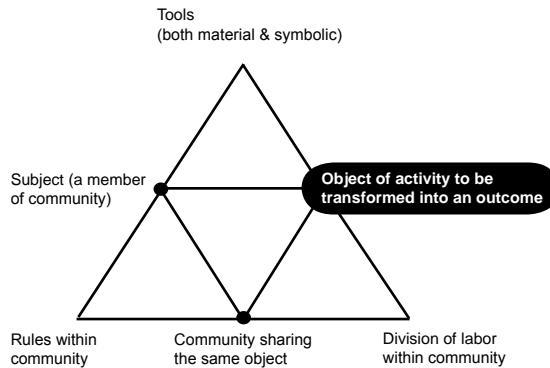 Tools
(both material & symbolic)
Subject (a member
of community)
Object of activity to be
transformed into an outcome
Rules within
community
Community sharing
the same object
Division of labor
within community